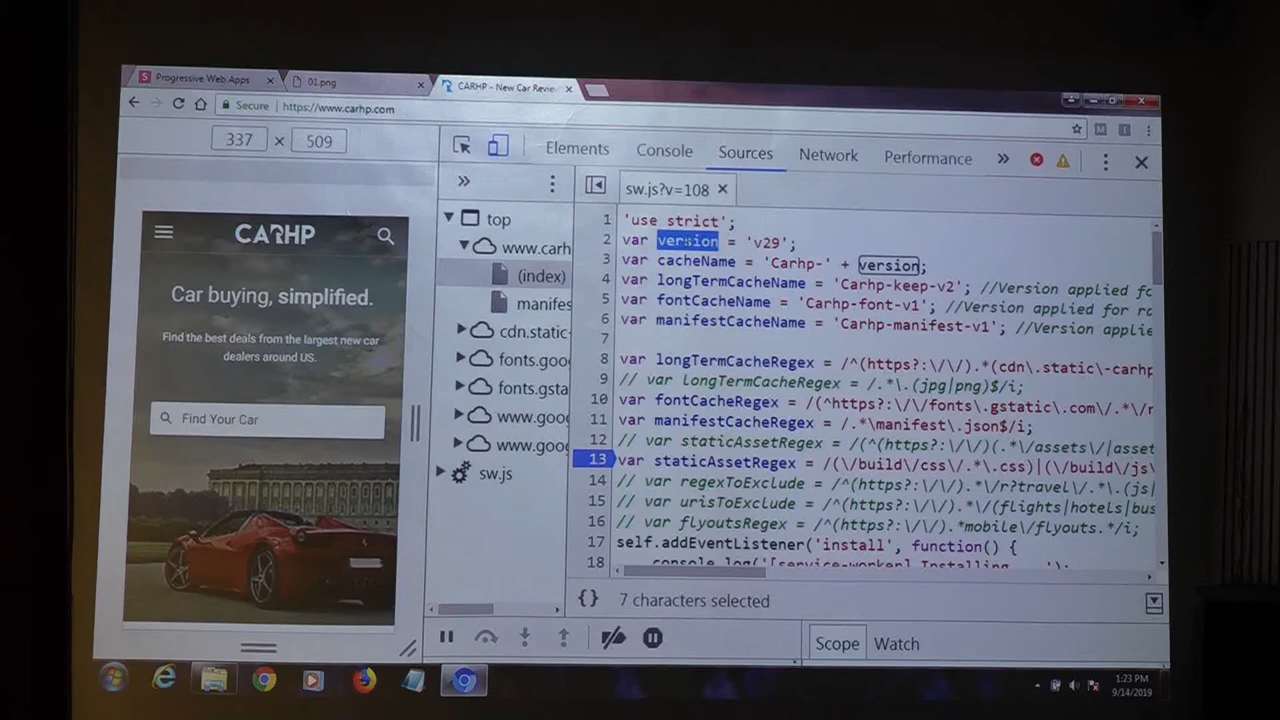 Progressive Web Apps
01.png
CARHP - New Car Revie
Secure
https://www.carhp.com
337 × 509
Elements
Console
Sources
Network
Performance
sw.js?v=108
CARHP
Car buying, simplified.
Find the best deals from the largest new car
dealers around US.
Find Your Car
top
www.carh
(index)
manifes
cdn.static-
fonts.goo
fonts.gsta
www.goo
www.goo
sw.js
1 'use strict';
2 var version = 'v29';
3 var cacheName = 'Carhp-' + version;
4 var longTermCacheName = 'Carhp-keep-v2'; //Version applied fo
5 var fontCacheName = 'Carhp-font-v1'; //Version applied for ro
6 var manifestCacheName = 'Carhp-manifest-v1'; //Version applie
7
8 var longTermCacheRegex = /^(https?:\/\/).*(cdn\.static\-carhp
9 // var longTermCacheRegex = /.*\.(jpg|png)$/i;
10 var fontCacheRegex = /(^https?:\/\/fonts\.gstatic\.com\/.*\/r
11 var manifestCacheRegex = /.*\manifest\.json$/i;
12 // var staticAssetRegex = /(^(https?:\/\/)(.*\/assets\/|asset
13 var staticAssetRegex = /(\/build\/css\/.*\.css)|(\/build\/js\
14 // var regexToExclude = /^(https?:\/\/).*\/r?travel\/.*\.(js|
15 // var urisToExclude = /^(https?:\/\/).*\/(flights|hotels|bus
16 // var flyoutsRegex = /^(https?:\/\/).*mobile\/flyouts.*/i;
17 self.addEventListener('install', function() {
18 console.log('[service-worker] Installing ....');
{} 7 characters selected
Scope
Watch
1:23 PM
9/14/2019